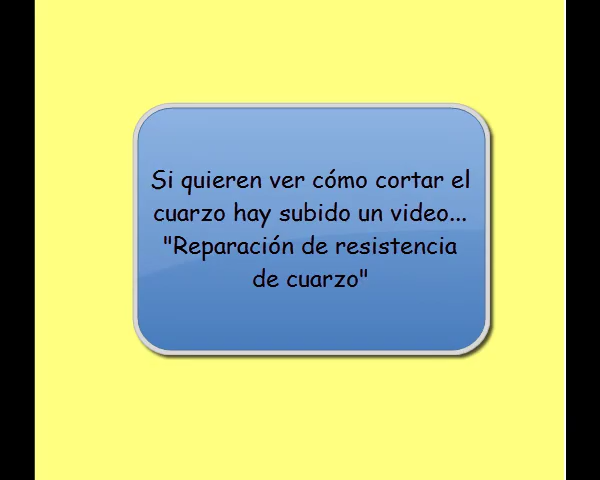 Si quieren ver cómo cortar el
cuarzo hay subido un video...
"Reparación de resistencia
de cuarzo"